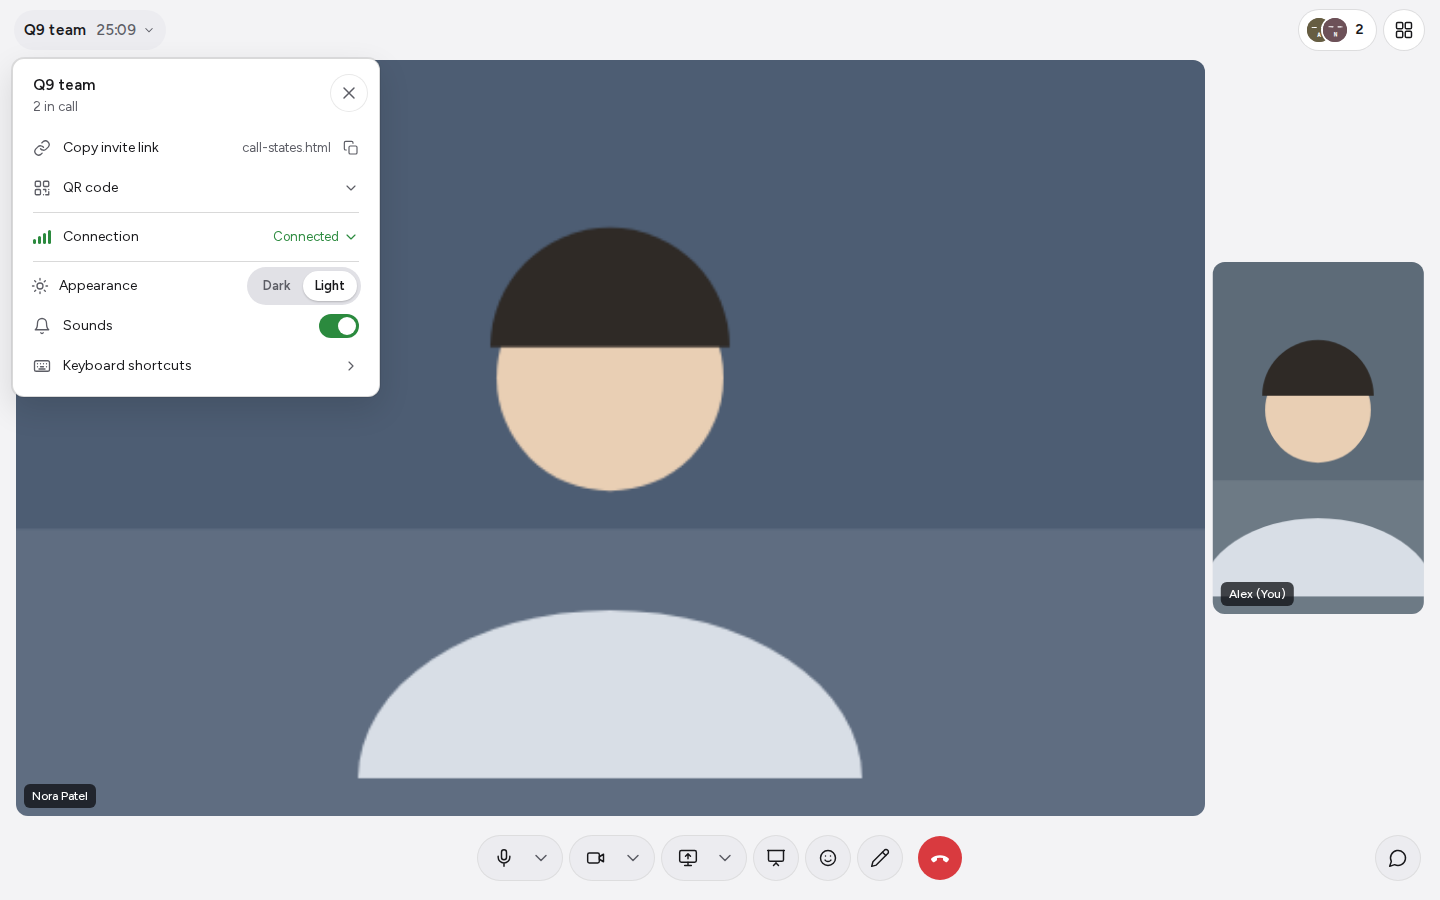 Q9 team 25:09
2
Q9 team
2 in call
Copy invite link call-states.html
QR code
Connection Connected
Appearance Dark Light
Sounds
Keyboard shortcuts
Alex (You)
Nora Patel